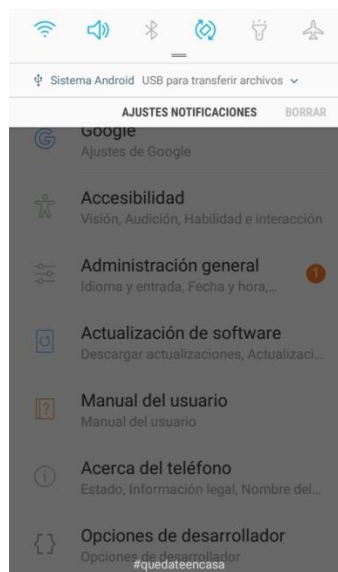 Sistema Android USB para transferir archivos
AJUSTES NOTIFICACIONES BORRAR
Google
Ajustes de Google
Accesibilidad
Visión, Audición, Habilidad e interacción
Administración general
Idioma y entrada, Fecha y hora,...
1
Actualización de software
Descargar actualizaciones, Actualizaci...
Manual del usuario
Manual del usuario
Acerca del teléfono
Estado, Información legal, Nombre del...
Opciones de desarrollador
Opciones de desarrollador
#quedateencasa